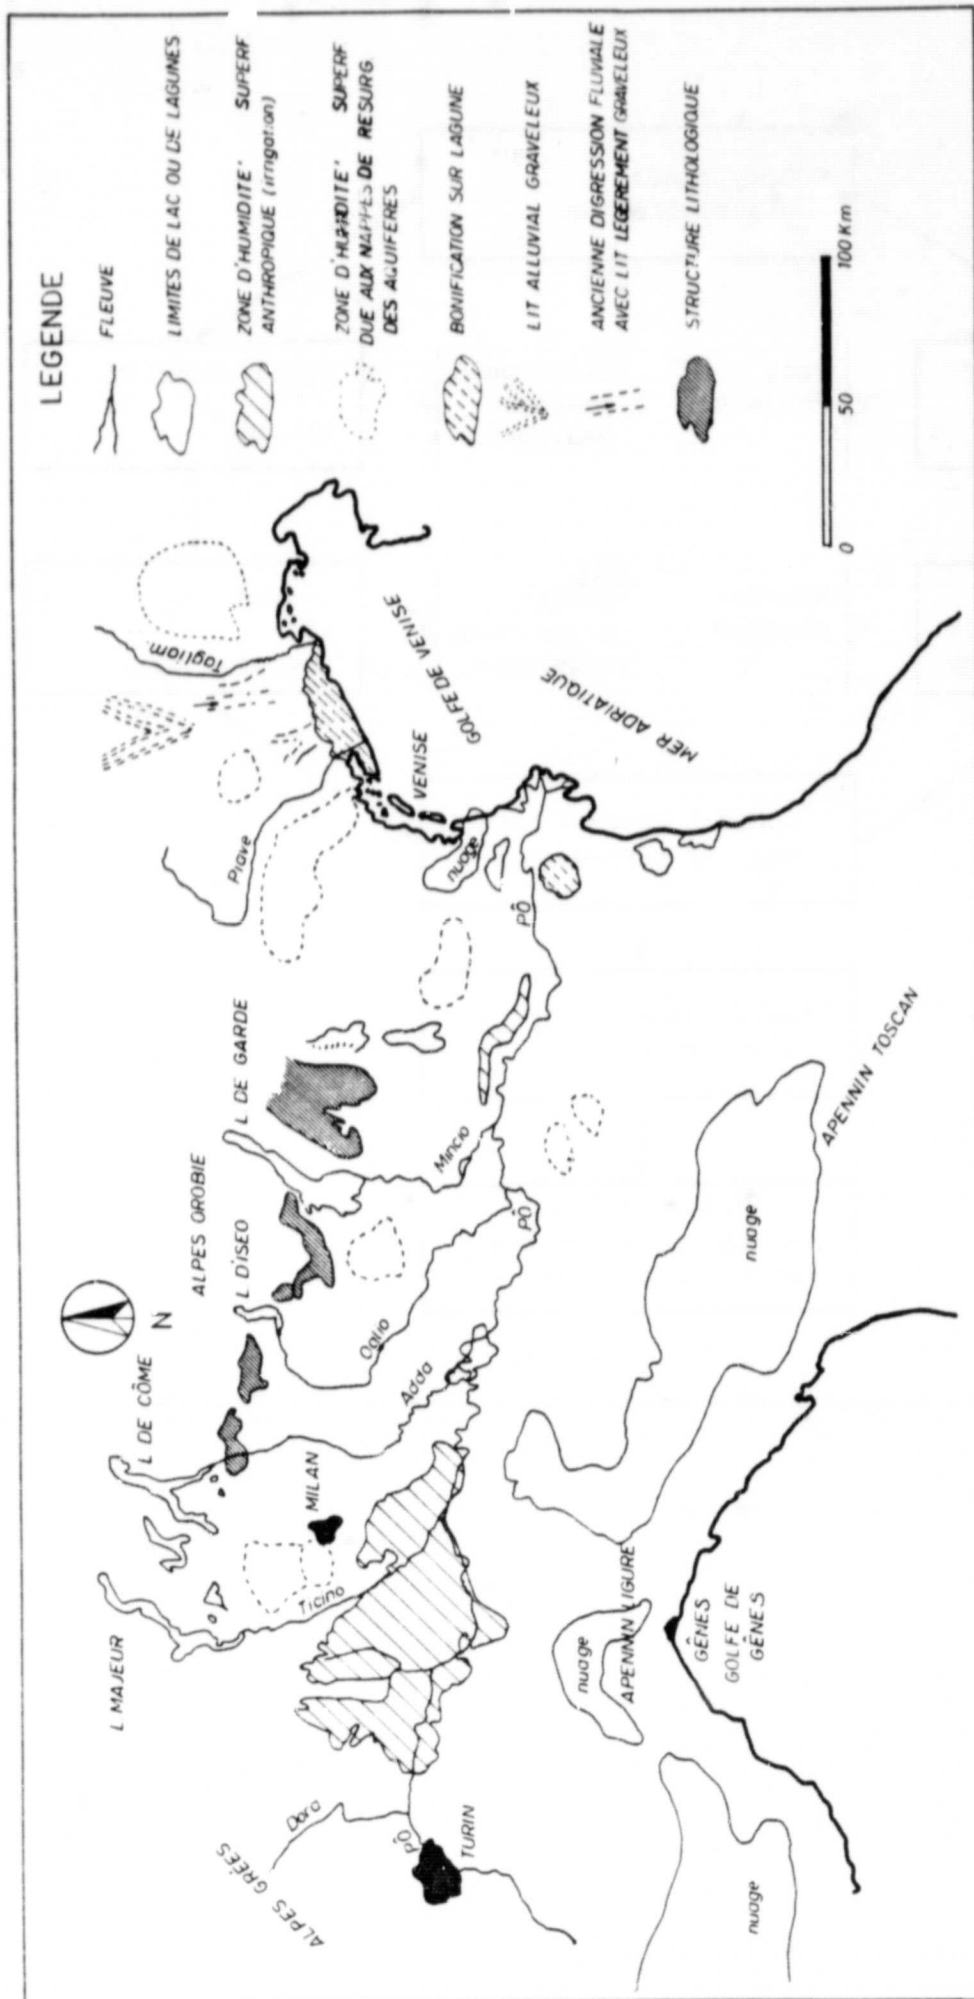 LEGENDE
FLEUVE
LIMITES DE LAC OU DE LAGUNES
ZONE D'HUMIDITE' SUPERF
ANTHROPIQUE (irrigation)
ZONE D'HUMIDITE' SUPERF
DUE AUX NAPPES DE RESURG
DES AQUIFERES
BONIFICATION SUR LAGUNE
LIT ALLUVIAL GRAVELEUX
ANCIENNE DIGRESSION FLUVIALE
AVEC LIT LEGEREMENT GRAVELEUX
STRUCTURE LITHOLOGIQUE
0
50
100 Km
N
L MAJEUR
L DE CÔME
ALPES OROBIE
L D'ISEO
L. DE GARDE
Piave
Tagliam.
ALPES GRÉES
Dora
PÔ
TURIN
Ticino
MILAN
Adda
Oglio
Mincio
PÔ
PÔ
nuage
VENISE
GOLFE DE VENISE
MER ADRIATIQUE
nuage
nuage
APENNIN LIGURE
GÊNES
GOLFE DE
GÊNES
nuage
APENNIN TOSCAN